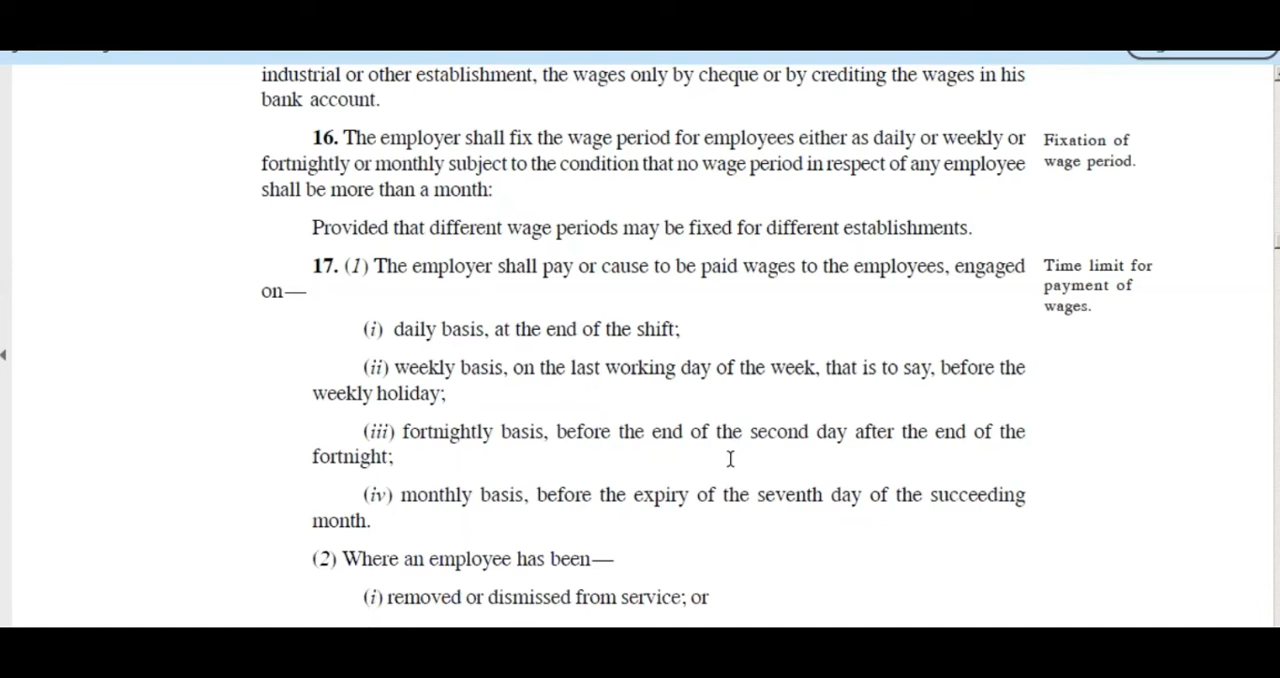 industrial or other establishment, the wages only by cheque or by crediting the wages in his
bank account.
16. The employer shall fix the wage period for employees either as daily or weekly or
fortnightly or monthly subject to the condition that no wage period in respect of any employee
shall be more than a month:
Fixation of
wage period.
Provided that different wage periods may be fixed for different establishments.
17. (1) The employer shall pay or cause to be paid wages to the employees, engaged
on—
Time limit for
payment of
wages.
(i) daily basis, at the end of the shift;
(ii) weekly basis, on the last working day of the week, that is to say, before the
weekly holiday;
(iii) fortnightly basis, before the end of the second day after the end of the
fortnight;
(iv) monthly basis, before the expiry of the seventh day of the succeeding
month.
(2) Where an employee has been—
(i) removed or dismissed from service; or